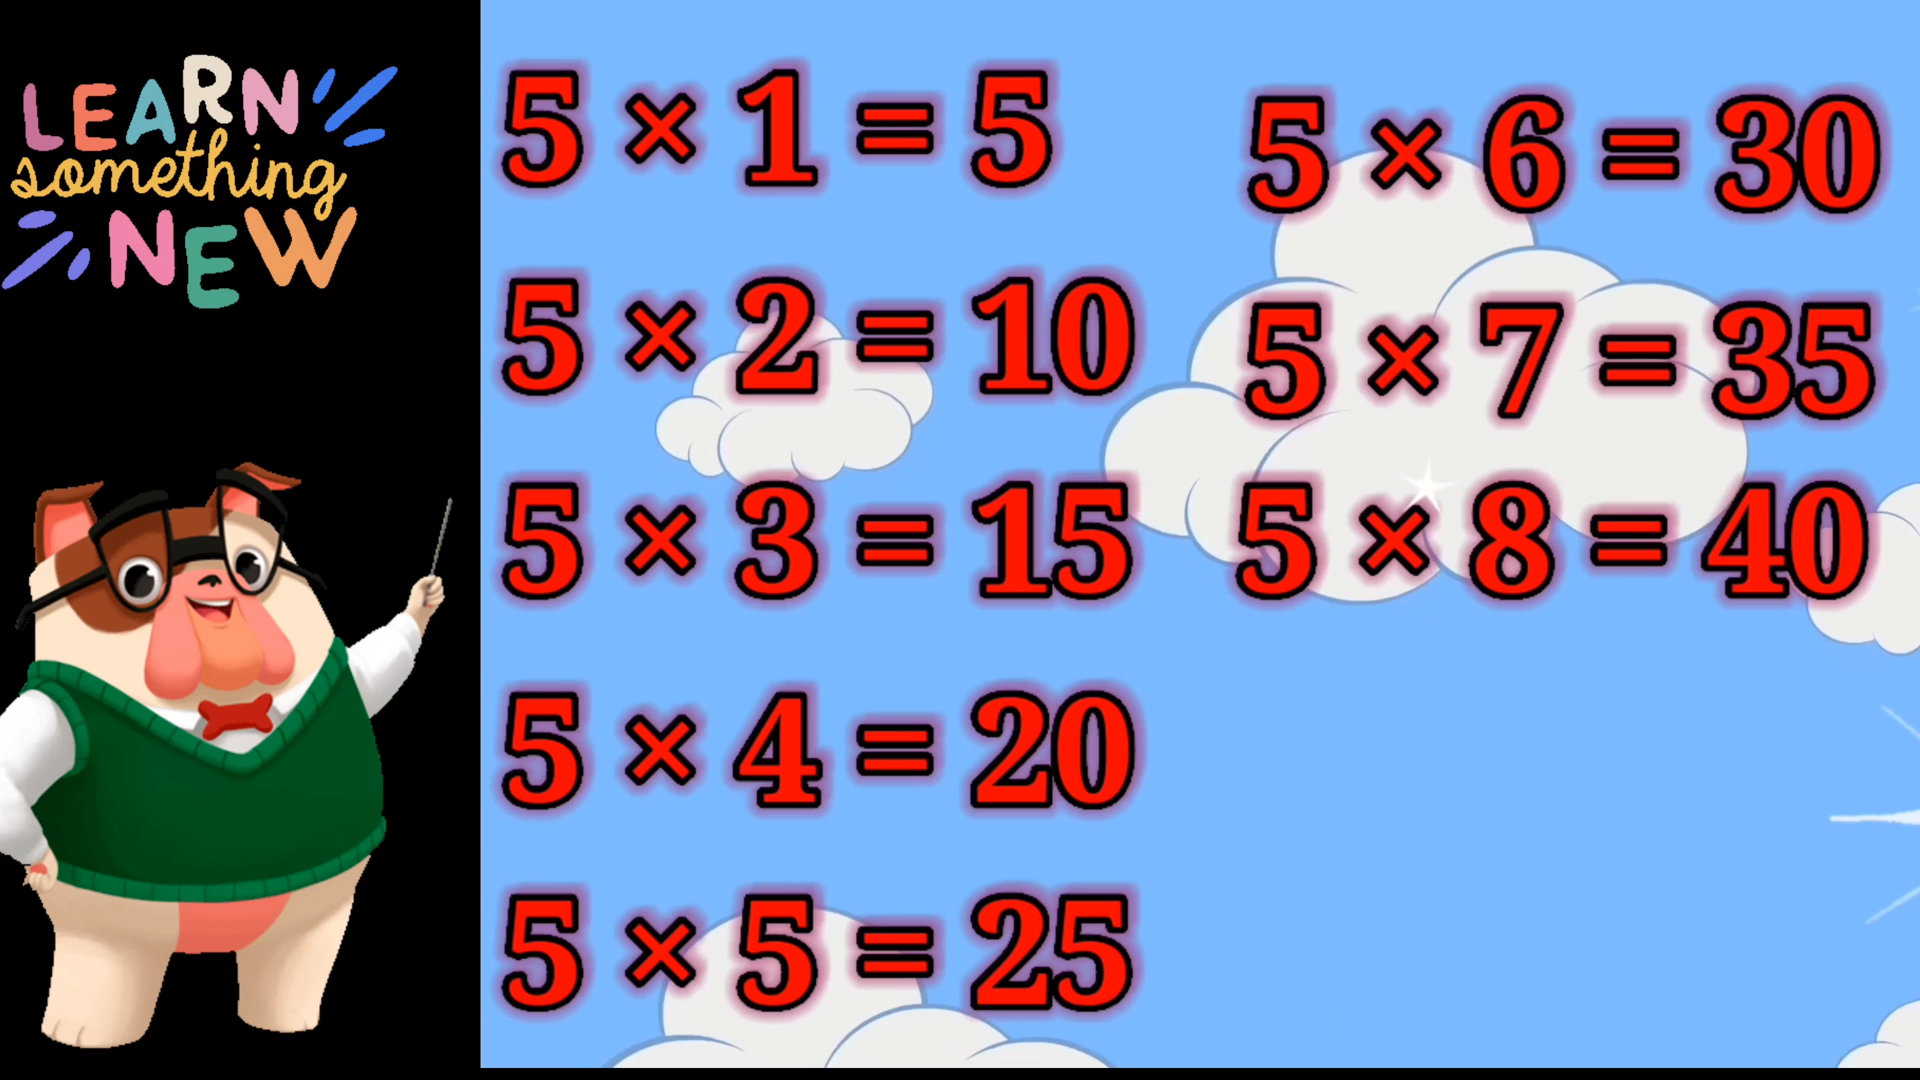 LEARN
something
NEW
5 × 1 = 5
5 × 2 = 10
5 × 3 = 15
5 × 4 = 20
5 × 5 = 25
5 × 6 = 30
5 × 7 = 35
5 × 8 = 40